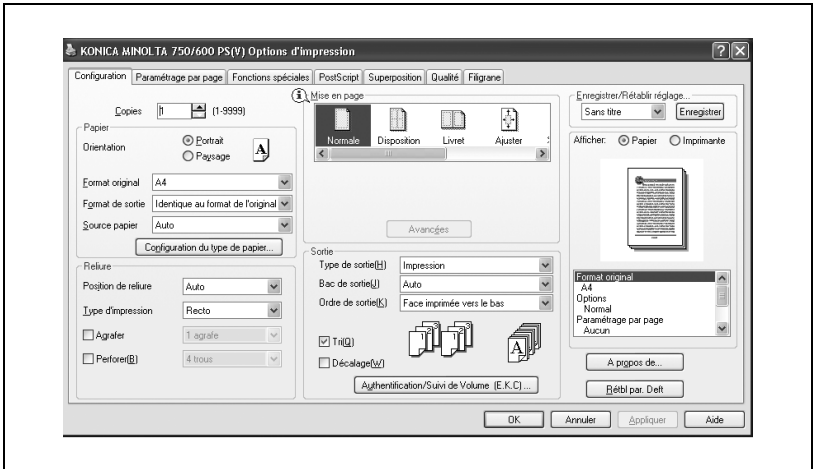 KONICA MINOLTA 750/600 PS(V) Options d'impression
Configuration Paramétrage par page Fonctions spéciales PostScript Superposition Qualité Filigrane
Copies 1 (1-9999)
Papier
Orientation
Portrait
Paysage
A
Format original A4
Format de sortie Identique au format de l'original
Source papier Auto
Configuration du type de papier...
Reliure
Position de reliure Auto
Type d'impression Recto
Agrafer 1 agrafe
Perforer(B) 4 trous
Mise en page
Normale Disposition Livret Ajuster
Avancées
Sortie
Type de sortie(H) Impression
Bac de sortie(J) Auto
Ordre de sortie(K) Face imprimée vers le bas
Tri(Q)
Décalage(W)
1 2 3 1 2 3
A
Authentification/Suivi de Volume (E.K.C)...
Enregistrer/Rétablir réglage...
Sans titre Enregistrer
Afficher: Papier Imprimante
Format original
A4
Options
Normal
Paramétrage par page
Aucun
A propos de...
Rétbl par. Deft
OK Annuler Appliquer Aide